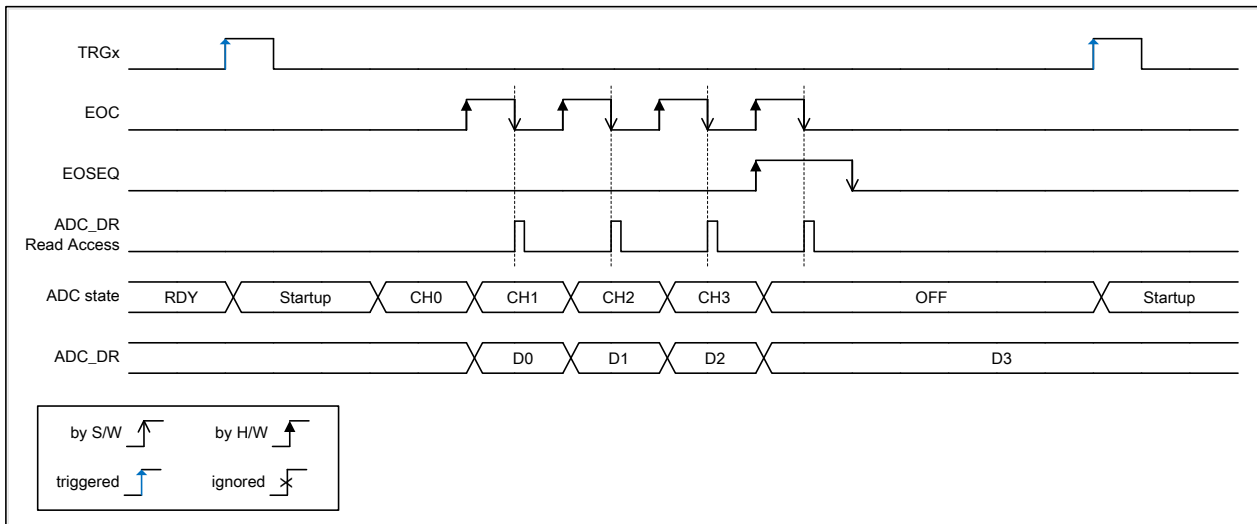 TRGx
EOC
EOSEQ
ADC_DR
Read Access
ADC state RDY Startup CH0 CH1 CH2 CH3 OFF Startup
ADC_DR D0 D1 D2 D3
by S/W by H/W
triggered ignored